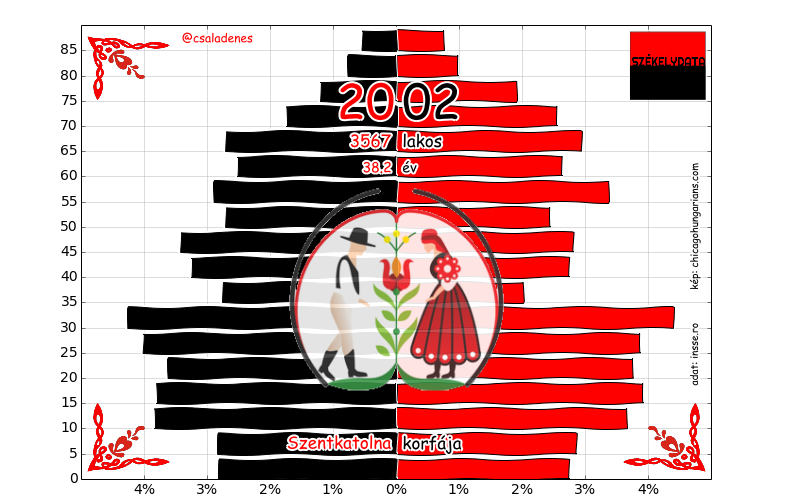 @csaladenes
SZÉKELYDATA
2002
3567 lakos
38,2 év
kép: chicagohungarians.com
adat: insse.ro
Szentkatolna korfája
85
80
75
70
65
60
55
50
45
40
35
30
25
20
15
10
5
0
4% 3% 2% 1% 0% 1% 2% 3% 4%